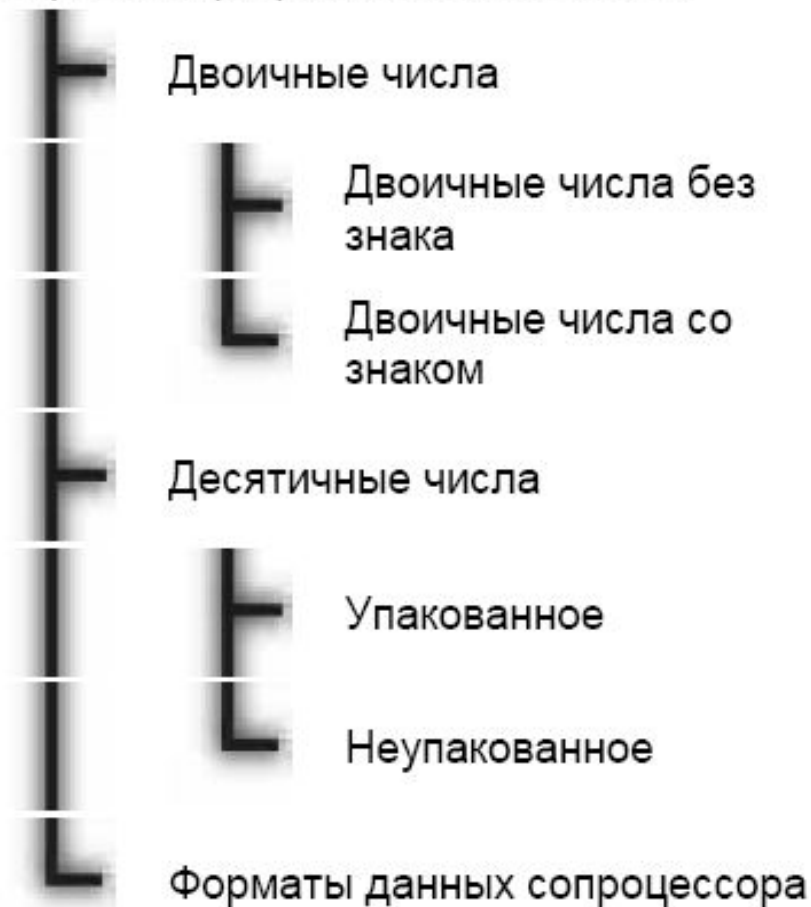 Двоичные числа
Двоичные числа без
знака
Двоичные числа со
знаком
Десятичные числа
Упакованное
Неупакованное
Форматы данных сопроцессора